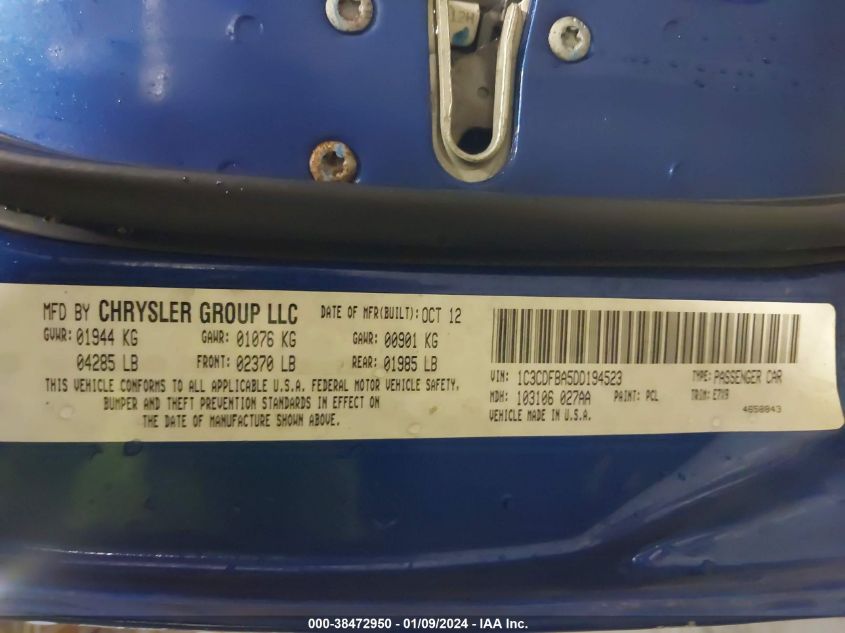 12H
MFD BY CHRYSLER GROUP LLC DATE OF MFR(BUILT): OCT 12
GVWR: 01944 KG GAWR: 01076 KG GAWR: 00901 KG
04285 LB FRONT: 02370 LB REAR: 01985 LB
THIS VEHICLE CONFORMS TO ALL APPLICABLE U.S.A. FEDERAL MOTOR VEHICLE SAFETY,
BUMPER AND THEFT PREVENTION STANDARDS IN EFFECT ON
THE DATE OF MANUFACTURE SHOWN ABOVE.
VIN: 1C3CDFBA5DD194523 TYPE: PASSENGER CAR
MDH: 103106 027AA PAINT: PCL TRIM: E7V9
VEHICLE MADE IN U.S.A. 4658843
000-38472950 - 01/09/2024 - IAA Inc.